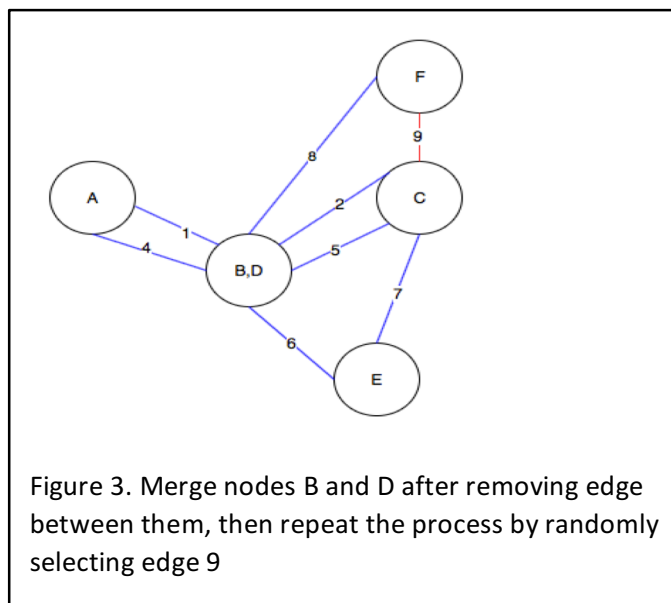 F
9
8
A
2
C
1
4
5
B,D
7
6
E
Figure 3. Merge nodes B and D after removing edge
between them, then repeat the process by randomly
selecting edge 9